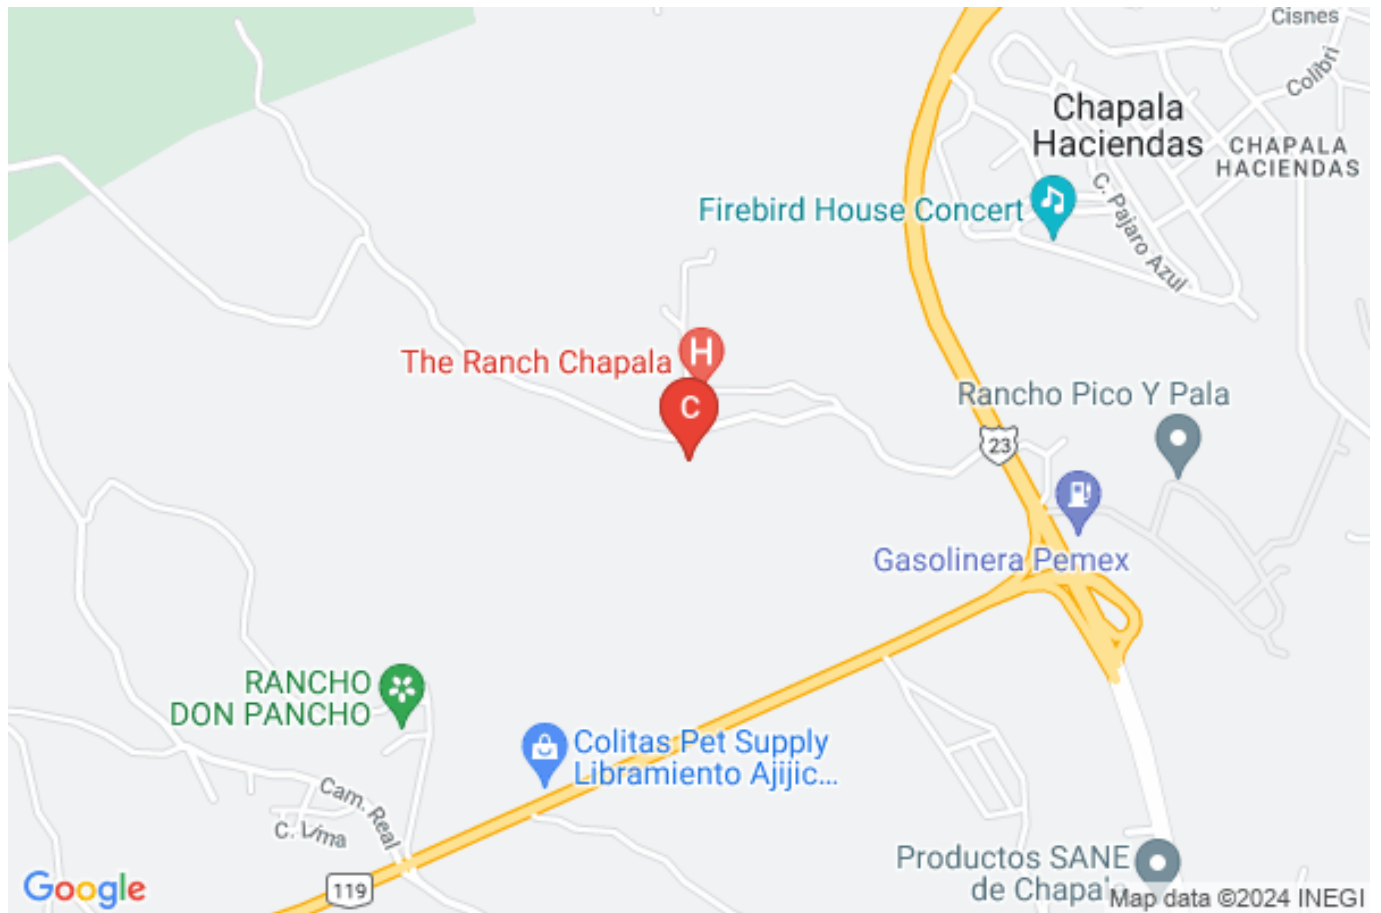 Cisnes
Colibrí
Chapala
Haciendas
CHAPALA
HACIENDAS
C. Pajaro Azul
Firebird House Concert
The Ranch Chapala
H
C
Rancho Pico Y Pala
23
Gasolinera Pemex
RANCHO
DON PANCHO
Colitas Pet Supply
Libramiento Ajijic...
Cam. Real
C. Lima
119
Productos SANE
de Chapala
Google
Map data ©2024 INEGI